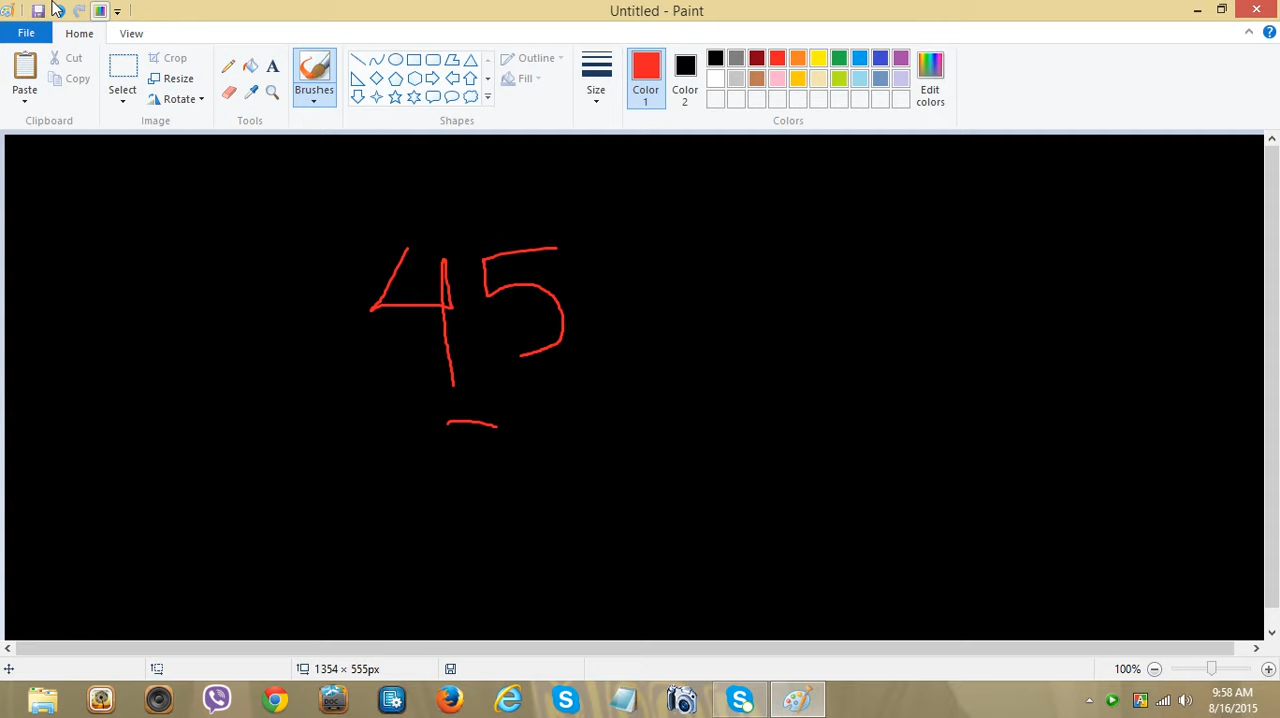 Untitled - Paint
File Home View
Paste
Cut
Copy
Clipboard
Select
Crop
Resize
Rotate
Image
A
Tools
Brushes
Outline
Fill
Shapes
Size
Color 1
Color 2
Edit colors
Colors
45
1354 × 555px
100%
DOC
9:58 AM
8/16/2015